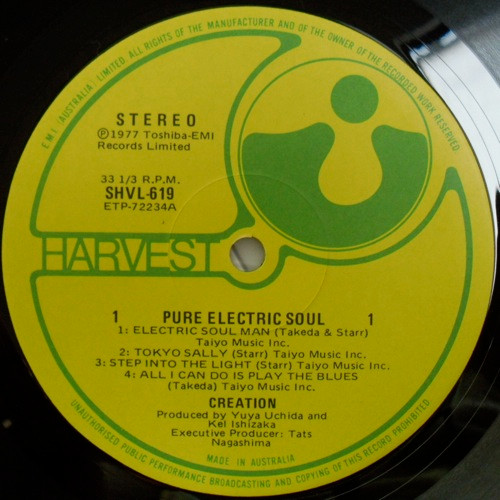 E M I (AUSTRALIA) LIMITED. ALL RIGHTS OF THE MANUFACTURER AND OF THE OWNER OF THE RECORDED WORK RESERVED
STEREO
Ⓟ1977 Toshiba-EMI
Records Limited
33 1/3 R.P.M.
SHVL-619
ETP-72234A
HARVEST
1 PURE ELECTRIC SOUL 1
1: ELECTRIC SOUL MAN (Takeda & Starr)
Taiyo Music Inc.
2: TOKYO SALLY (Starr) Taiyo Music Inc.
3: STEP INTO THE LIGHT (Starr) Taiyo Music Inc.
4: ALL I CAN DO IS PLAY THE BLUES
(Takeda) Taiyo Music Inc.
CREATION
Produced by Yuya Uchida and
Kei Ishizaka
Executive Producer: Tats
Nagashima
MADE IN AUSTRALIA
UNAUTHORISED PUBLIC PERFORMANCE BROADCASTING AND COPYING OF THIS RECORD PROHIBITED